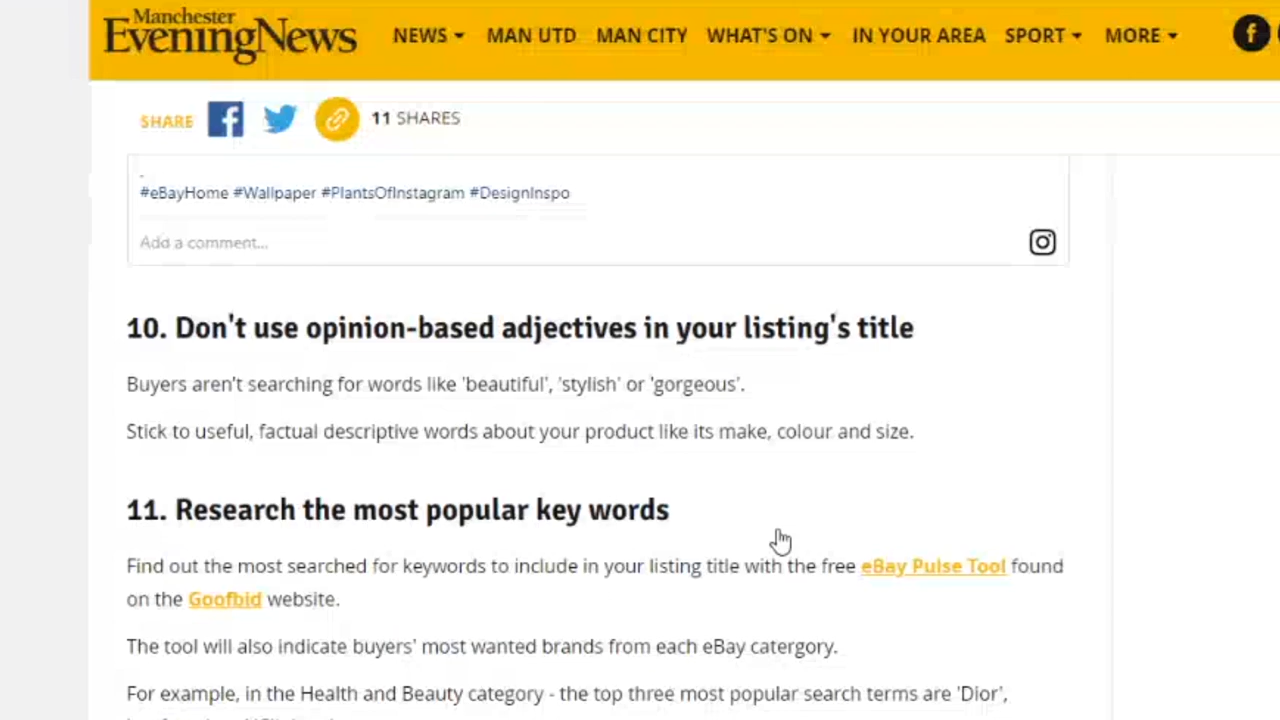 Manchester
EveningNews
NEWS MAN UTD MAN CITY WHAT'S ON IN YOUR AREA SPORT MORE
SHARE 11 SHARES
#eBayHome #Wallpaper #PlantsOfInstagram #DesignInspo
Add a comment...
10. Don't use opinion-based adjectives in your listing's title
Buyers aren't searching for words like 'beautiful', 'stylish' or 'gorgeous'.
Stick to useful, factual descriptive words about your product like its make, colour and size.
11. Research the most popular key words
Find out the most searched for keywords to include in your listing title with the free eBay Pulse Tool found
on the Goofbid website.
The tool will also indicate buyers' most wanted brands from each eBay catergory.
For example, in the Health and Beauty category - the top three most popular search terms are 'Dior',